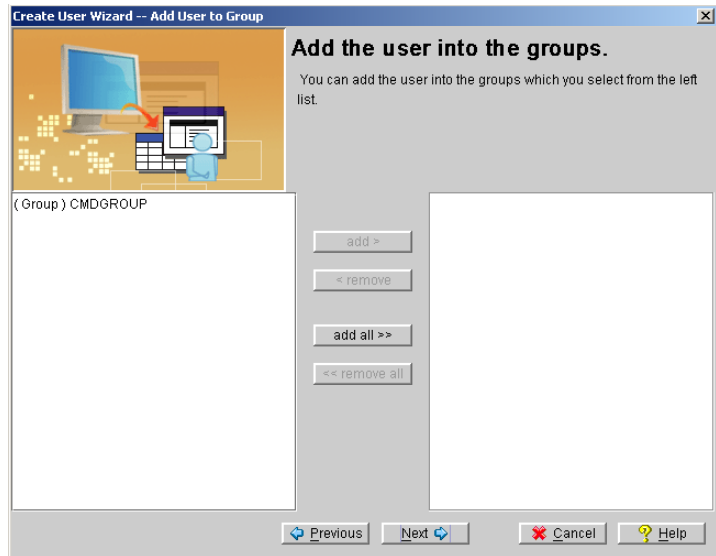 Create User Wizard -- Add User to Group
Add the user into the groups.
You can add the user into the groups which you select from the left
list.
( Group ) CMDGROUP
add >
< remove
add all >>
<< remove all
Previous
Next
Cancel
Help